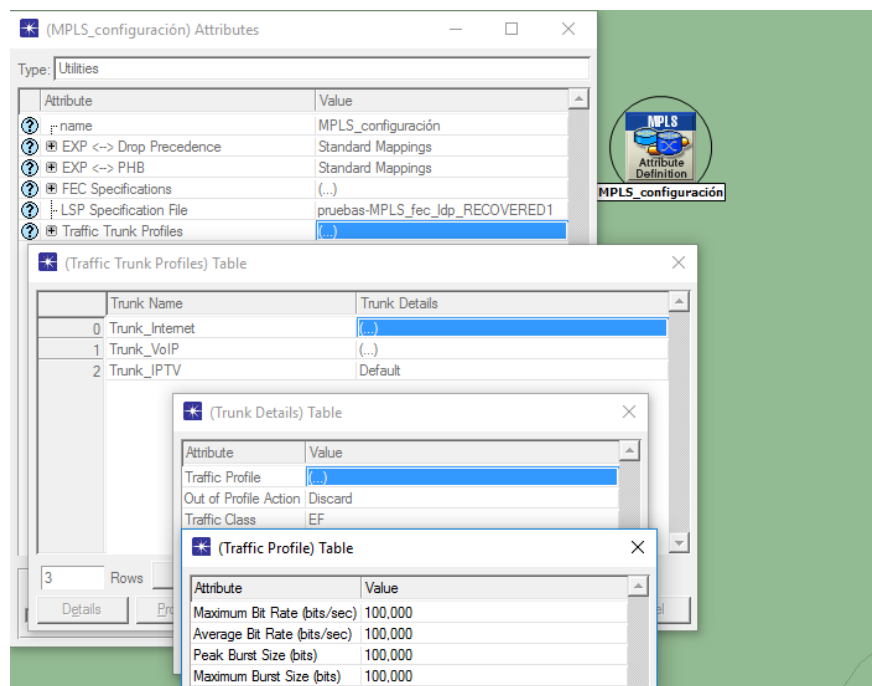 (MPLS_configuración) Attributes
Type: Utilities
Attribute Value
name MPLS_configuración
EXP <--> Drop Precedence Standard Mappings
EXP <--> PHB Standard Mappings
FEC Specifications (...)
LSP Specification File pruebas-MPLS_fec_ldp_RECOVERED1
Traffic Trunk Profiles (...)
MPLS
Attribute
Definition
MPLS_configuración
(Traffic Trunk Profiles) Table
Trunk Name Trunk Details
0 Trunk_Internet (...)
1 Trunk_VoIP (...)
2 Trunk_IPTV Default
(Trunk Details) Table
Attribute Value
Traffic Profile (...)
Out of Profile Action Discard
Traffic Class EF
3 Rows
Details
(Traffic Profile) Table
Attribute Value
Maximum Bit Rate (bits/sec) 100,000
Average Bit Rate (bits/sec) 100,000
Peak Burst Size (bits) 100,000
Maximum Burst Size (bits) 100,000